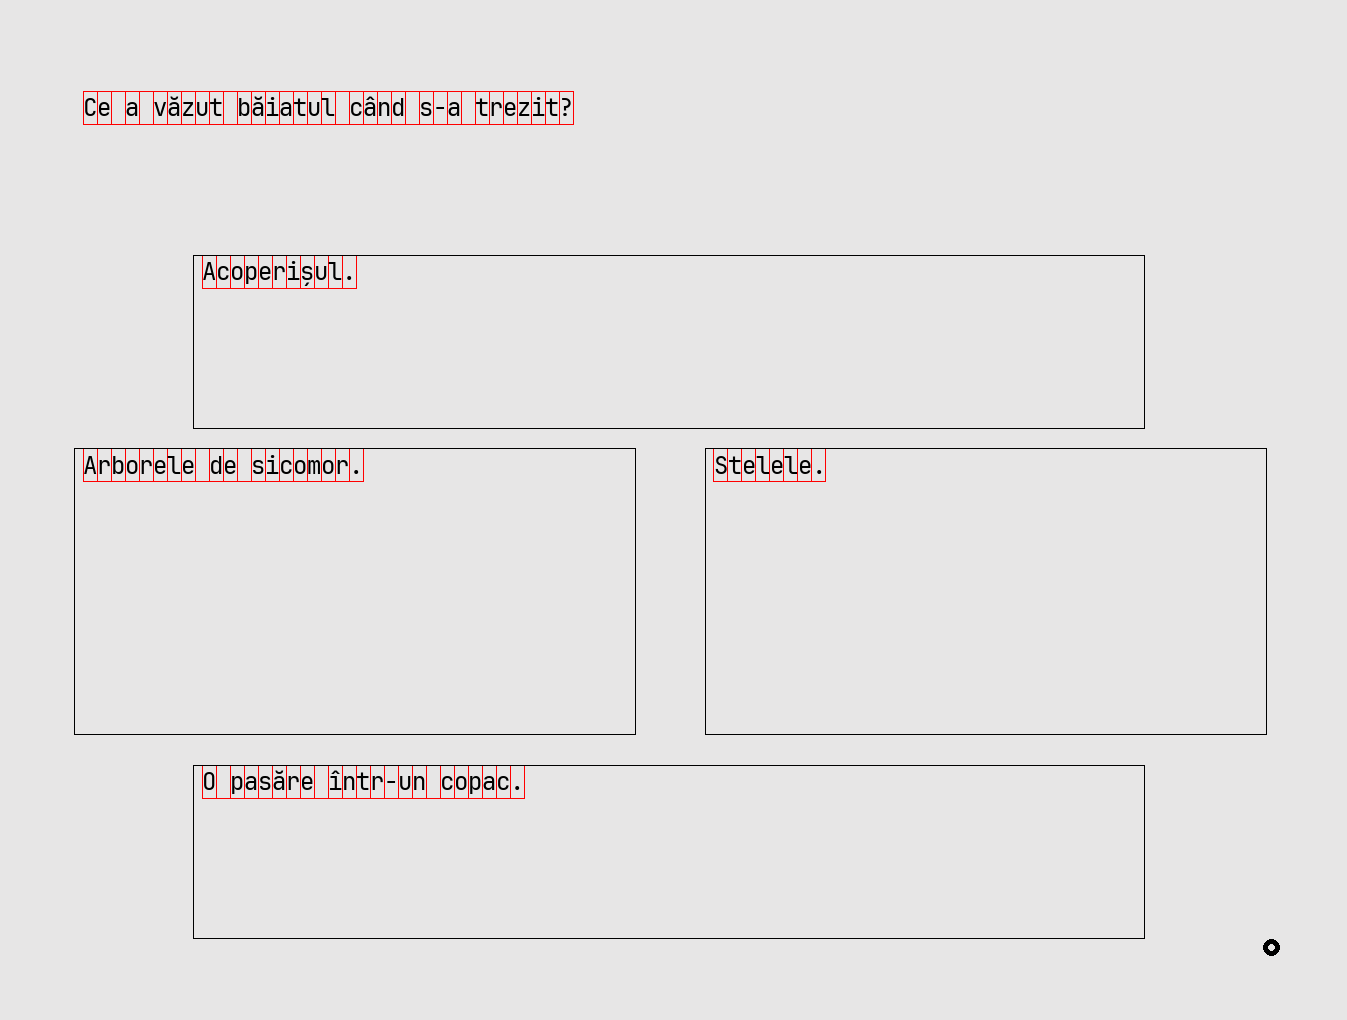 Ce a văzut băiatul când s-a trezit?
Acoperișul.
Arborele de sicomor.
Stelele.
O pasăre într-un copac.